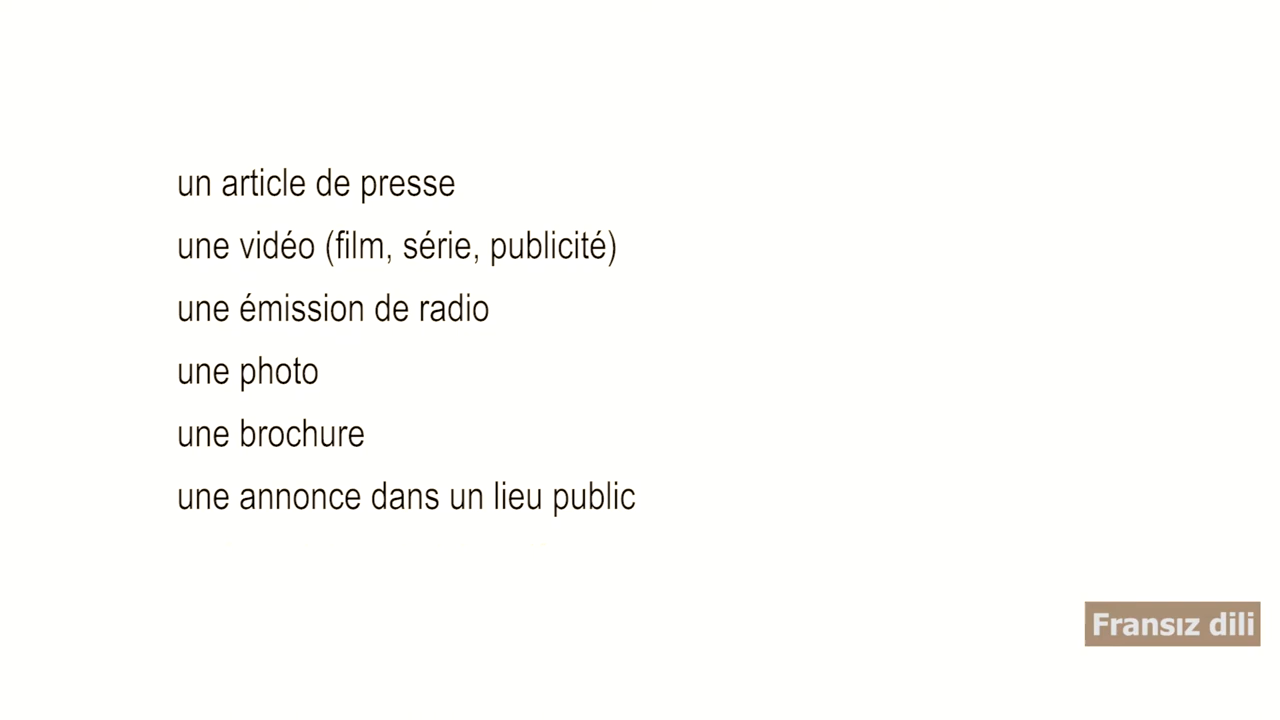 un article de presse
une vidéo (film, série, publicité)
une émission de radio
une photo
une brochure
une annonce dans un lieu public
Fransız dili